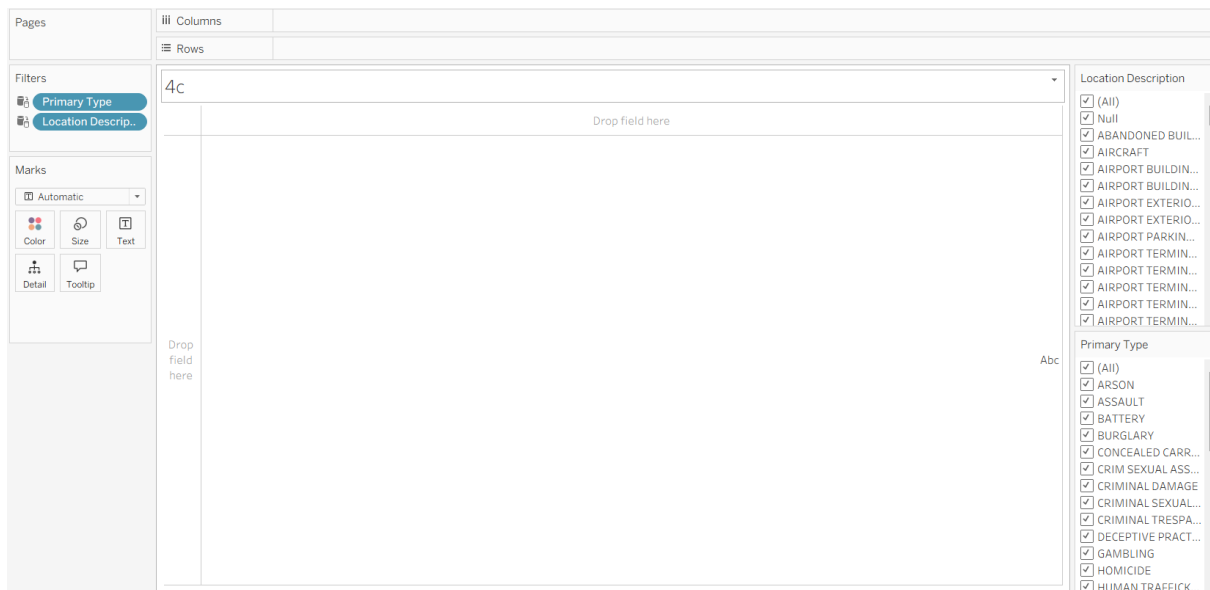 Pages
Columns
Rows
Filters
Primary Type
Location Descrip..
Marks
Automatic
Color
Size
Text
Detail
Tooltip
4c
Drop field here
Drop
field
here
Abc
Location Description
(All)
Null
ABANDONED BUIL...
AIRCRAFT
AIRPORT BUILDIN...
AIRPORT BUILDIN...
AIRPORT EXTERIO...
AIRPORT EXTERIO...
AIRPORT PARKIN...
AIRPORT TERMIN...
AIRPORT TERMIN...
AIRPORT TERMIN...
AIRPORT TERMIN...
AIRPORT TERMIN...
Primary Type
(All)
ARSON
ASSAULT
BATTERY
BURGLARY
CONCEALED CARR...
CRIM SEXUAL ASS...
CRIMINAL DAMAGE
CRIMINAL SEXUAL...
CRIMINAL TRESPA...
DECEPTIVE PRACT...
GAMBLING
HOMICIDE
HUMAN TRAFFICK...